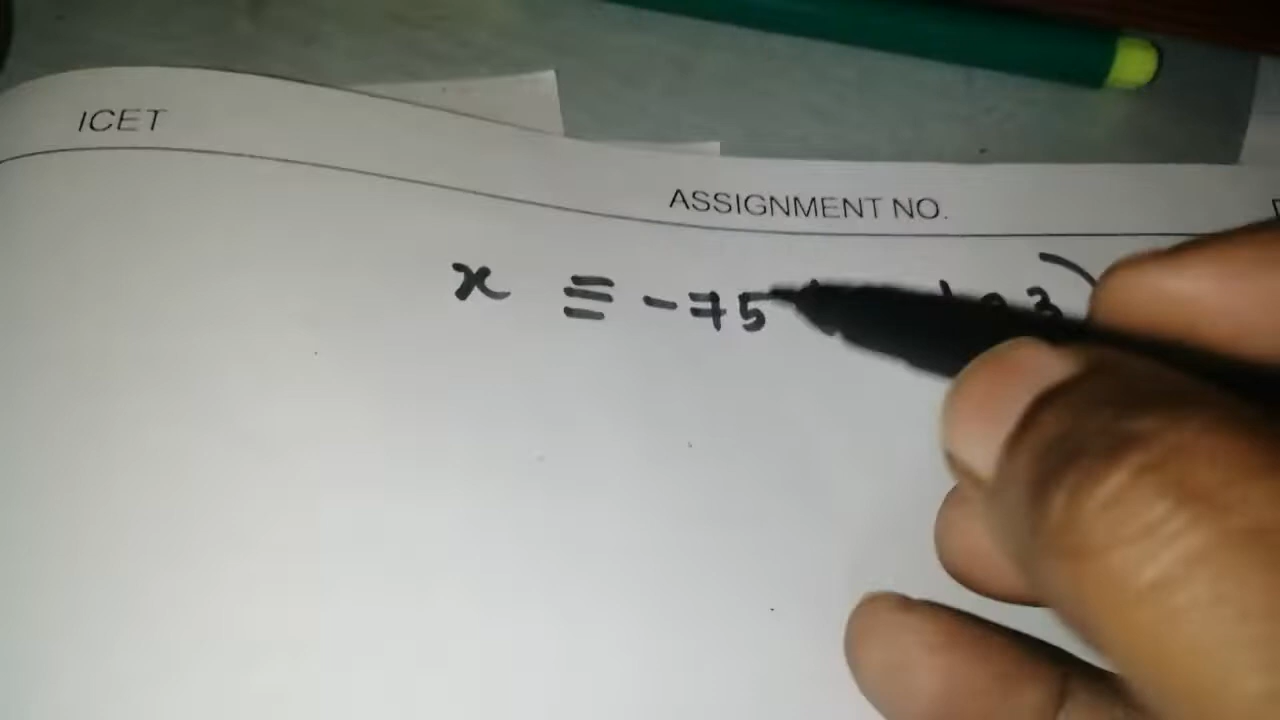 ICET
ASSIGNMENT NO.
x ≡ -75